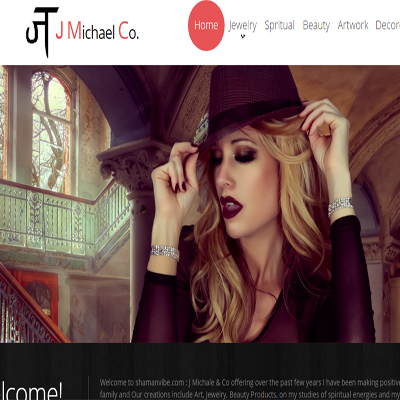 J Michael Co.
Home Jewelry Spritual Beauty Artwork Decor
lcome!
Welcome to shamanvibe.com : J Michale & Co offering over the past few years I have been making positive
family and Our creations include Art, Jewelry, Beauty Products, on my studies of spiritual energies and my